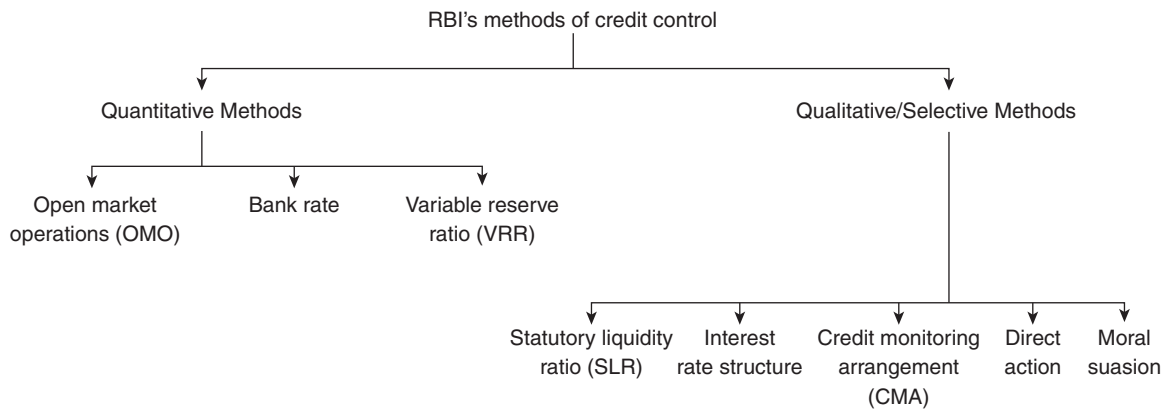 RBI's methods of credit control
Quantitative Methods
Qualitative/Selective Methods
Open market
operations (OMO)
Bank rate
Variable reserve
ratio (VRR)
Statutory liquidity
ratio (SLR)
Interest
rate structure
Credit monitoring
arrangement
(CMA)
Direct
action
Moral
suasion